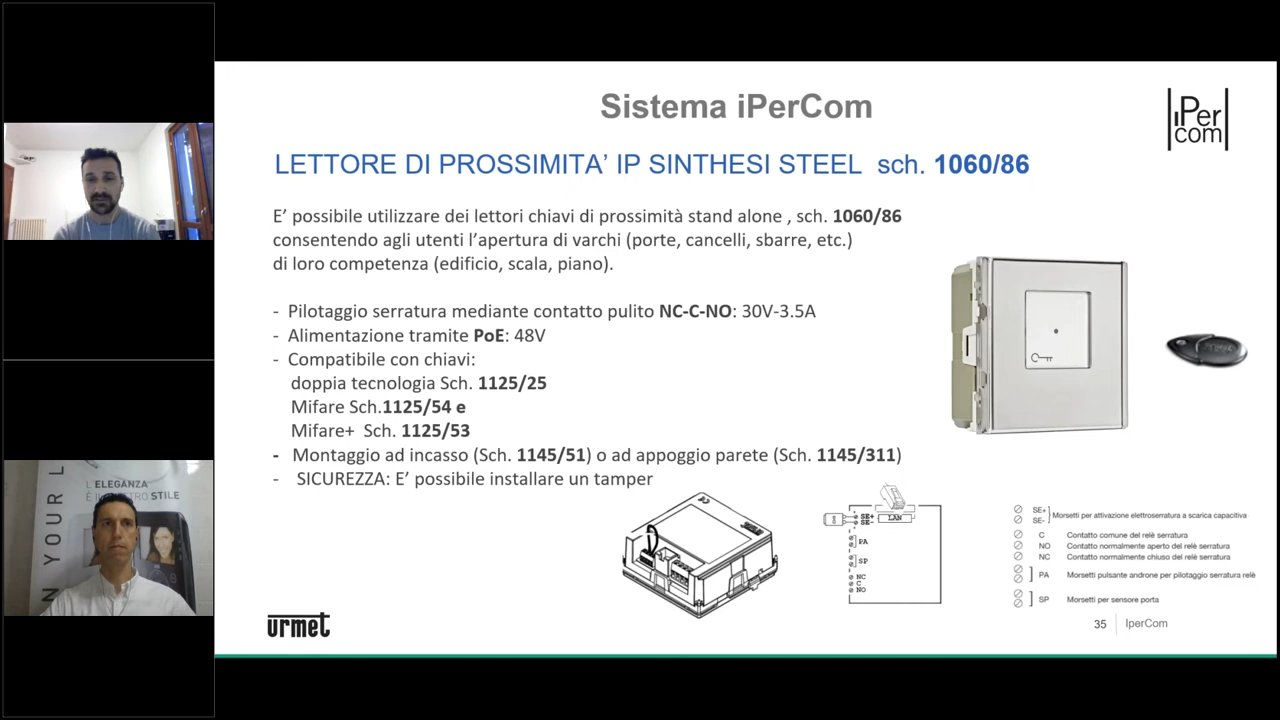 Sistema iPerCom
iPer
com
LETTORE DI PROSSIMITA' IP SINTHESI STEEL sch. 1060/86
E' possibile utilizzare dei lettori chiavi di prossimità stand alone , sch. 1060/86
consentendo agli utenti l'apertura di varchi (porte, cancelli, sbarre, etc.)
di loro competenza (edificio, scala, piano).
- Pilotaggio serratura mediante contatto pulito NC-C-NO: 30V-3.5A
- Alimentazione tramite PoE: 48V
- Compatibile con chiavi:
doppia tecnologia Sch. 1125/25
Mifare Sch.1125/54 e
Mifare+ Sch. 1125/53
- Montaggio ad incasso (Sch. 1145/51) o ad appoggio parete (Sch. 1145/311)
- SICUREZZA: E' possibile installare un tamper
SE+
SE-
LAN
PA
SP
NC
C
NO
SE+
SE-
Morsetti per attivazione elettroserratura a scarica capacitiva
C Contatto comune del relè serratura
NO Contatto normalmente aperto del relè serratura
NC Contatto normalmente chiuso del relè serratura
PA Morsetti pulsante androne per pilotaggio serratura relè
SP Morsetti per sensore porta
urmet
35 IperCom
L'ELEGANZA
STILE
N YOUR L